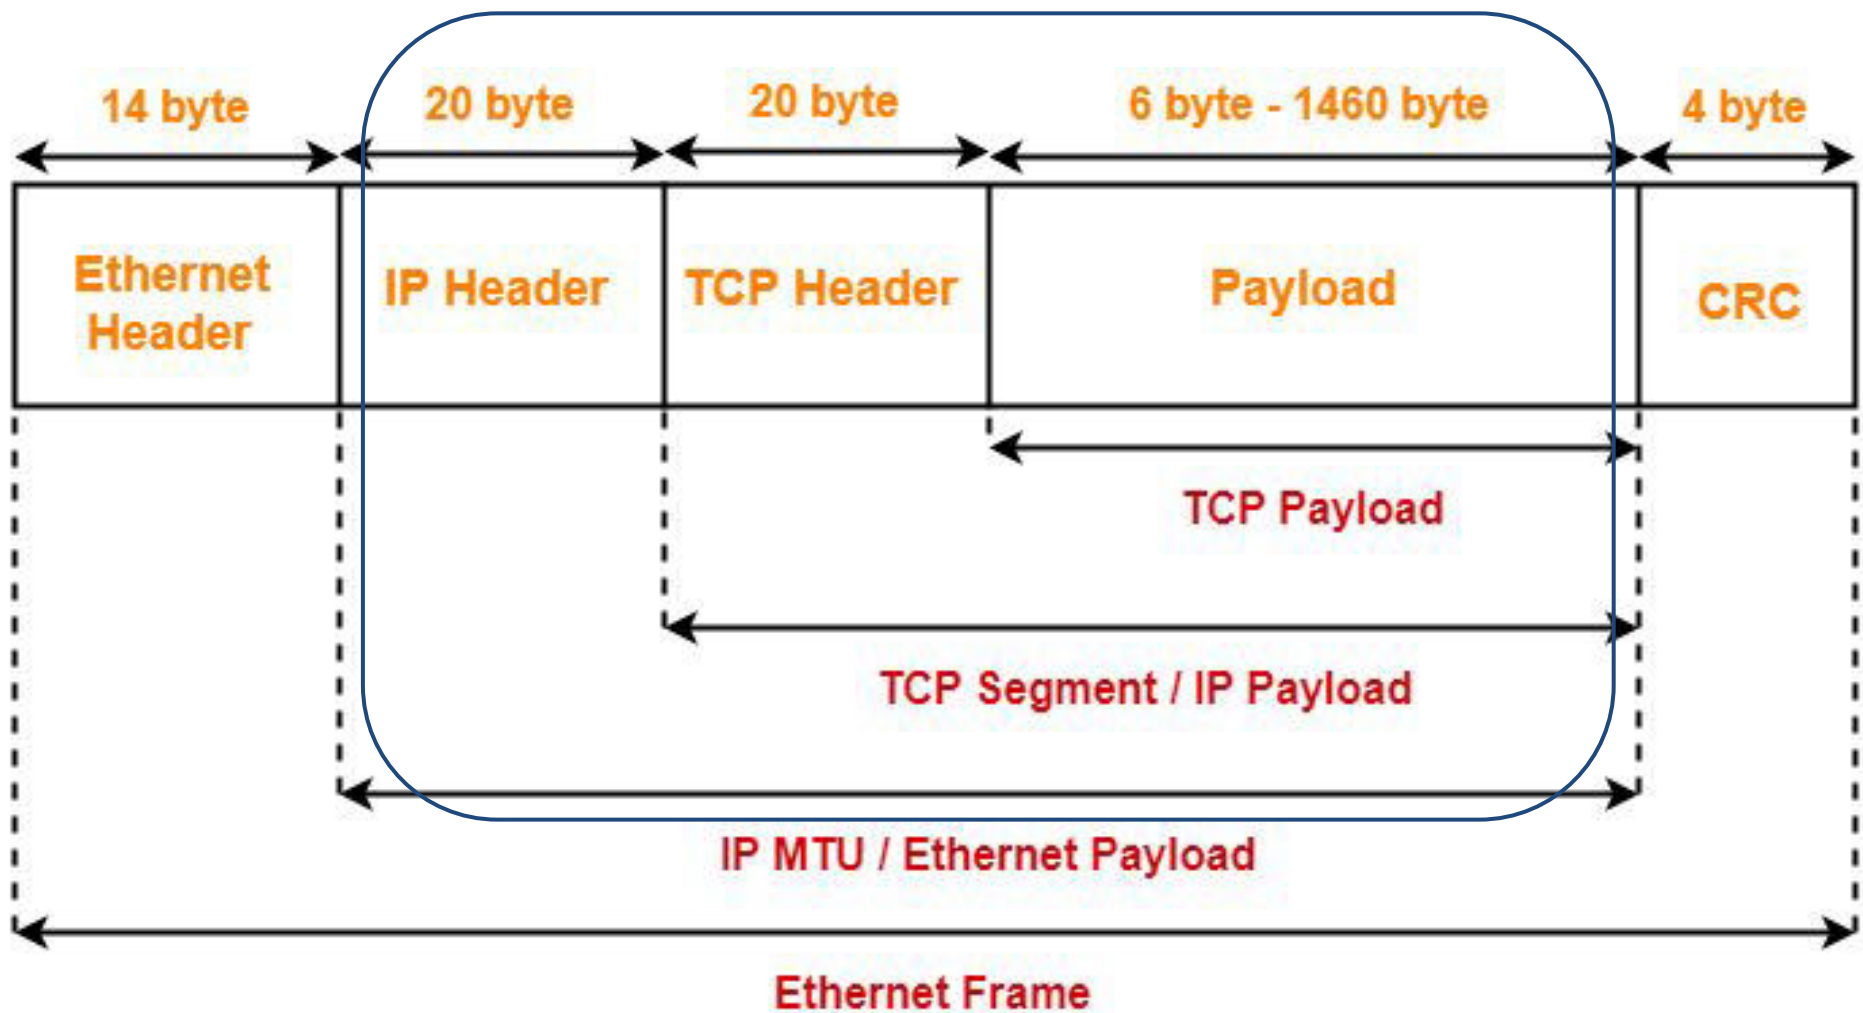 14 byte
20 byte
20 byte
6 byte - 1460 byte
4 byte
Ethernet
Header
IP Header
TCP Header
Payload
CRC
TCP Payload
TCP Segment / IP Payload
IP MTU / Ethernet Payload
Ethernet Frame